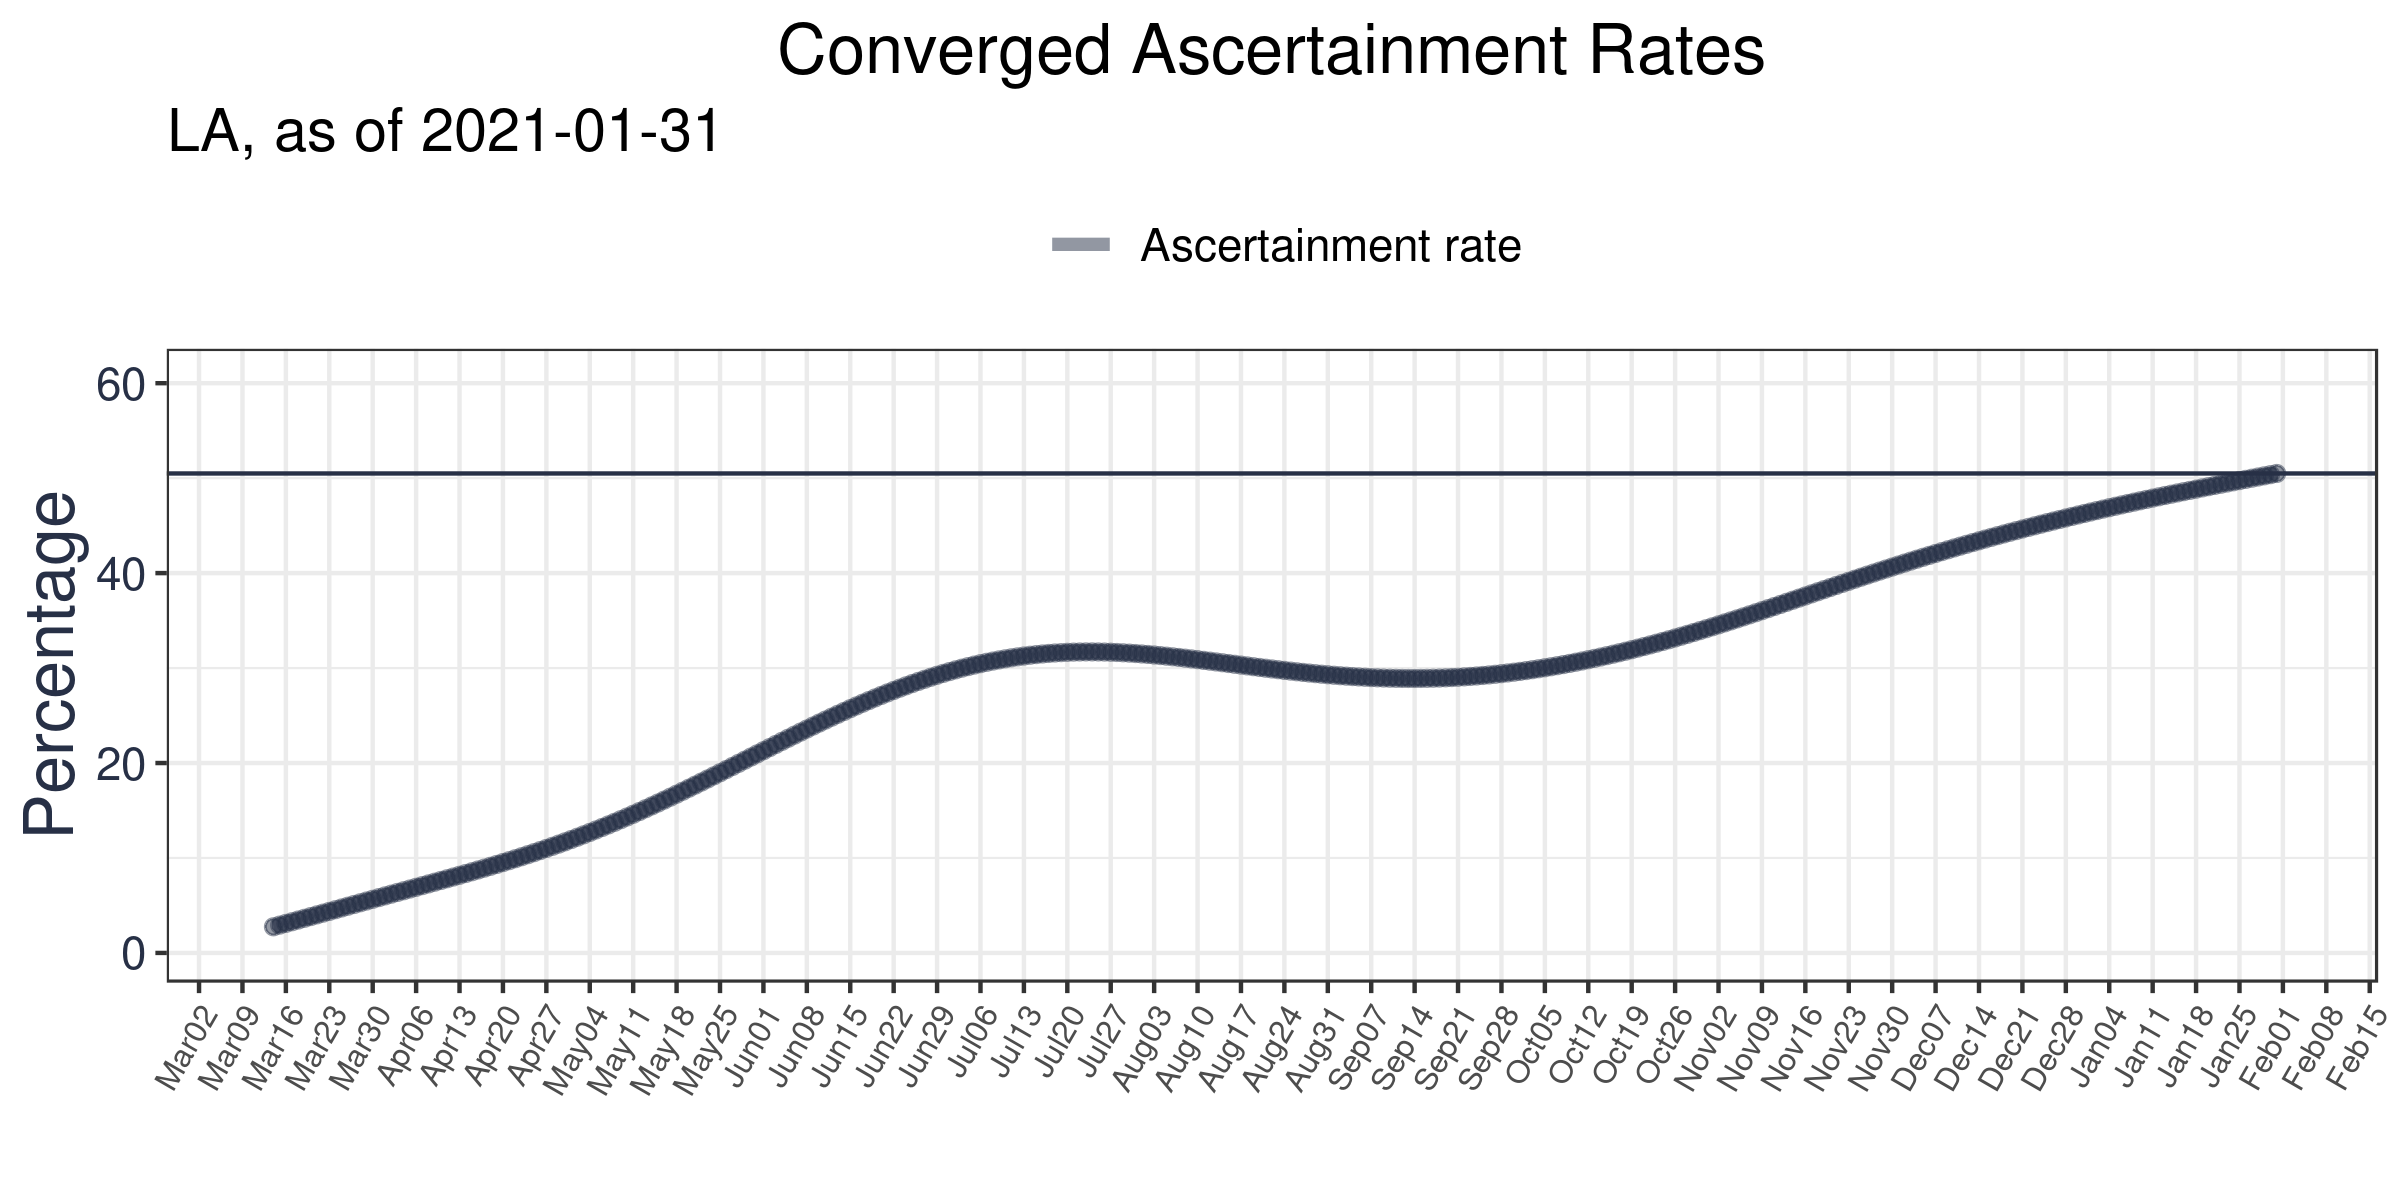 Converged Ascertainment Rates
LA, as of 2021-01-31
Ascertainment rate
Percentage
60
40
20
0
Mar02
Mar09
Mar16
Mar23
Mar30
Apr06
Apr13
Apr20
Apr27
May04
May11
May18
May25
Jun01
Jun08
Jun15
Jun22
Jun29
Jul06
Jul13
Jul20
Jul27
Aug03
Aug10
Aug17
Aug24
Aug31
Sep07
Sep14
Sep21
Sep28
Oct05
Oct12
Oct19
Oct26
Nov02
Nov09
Nov16
Nov23
Nov30
Dec07
Dec14
Dec21
Dec28
Jan04
Jan11
Jan18
Jan25
Feb01
Feb08
Feb15